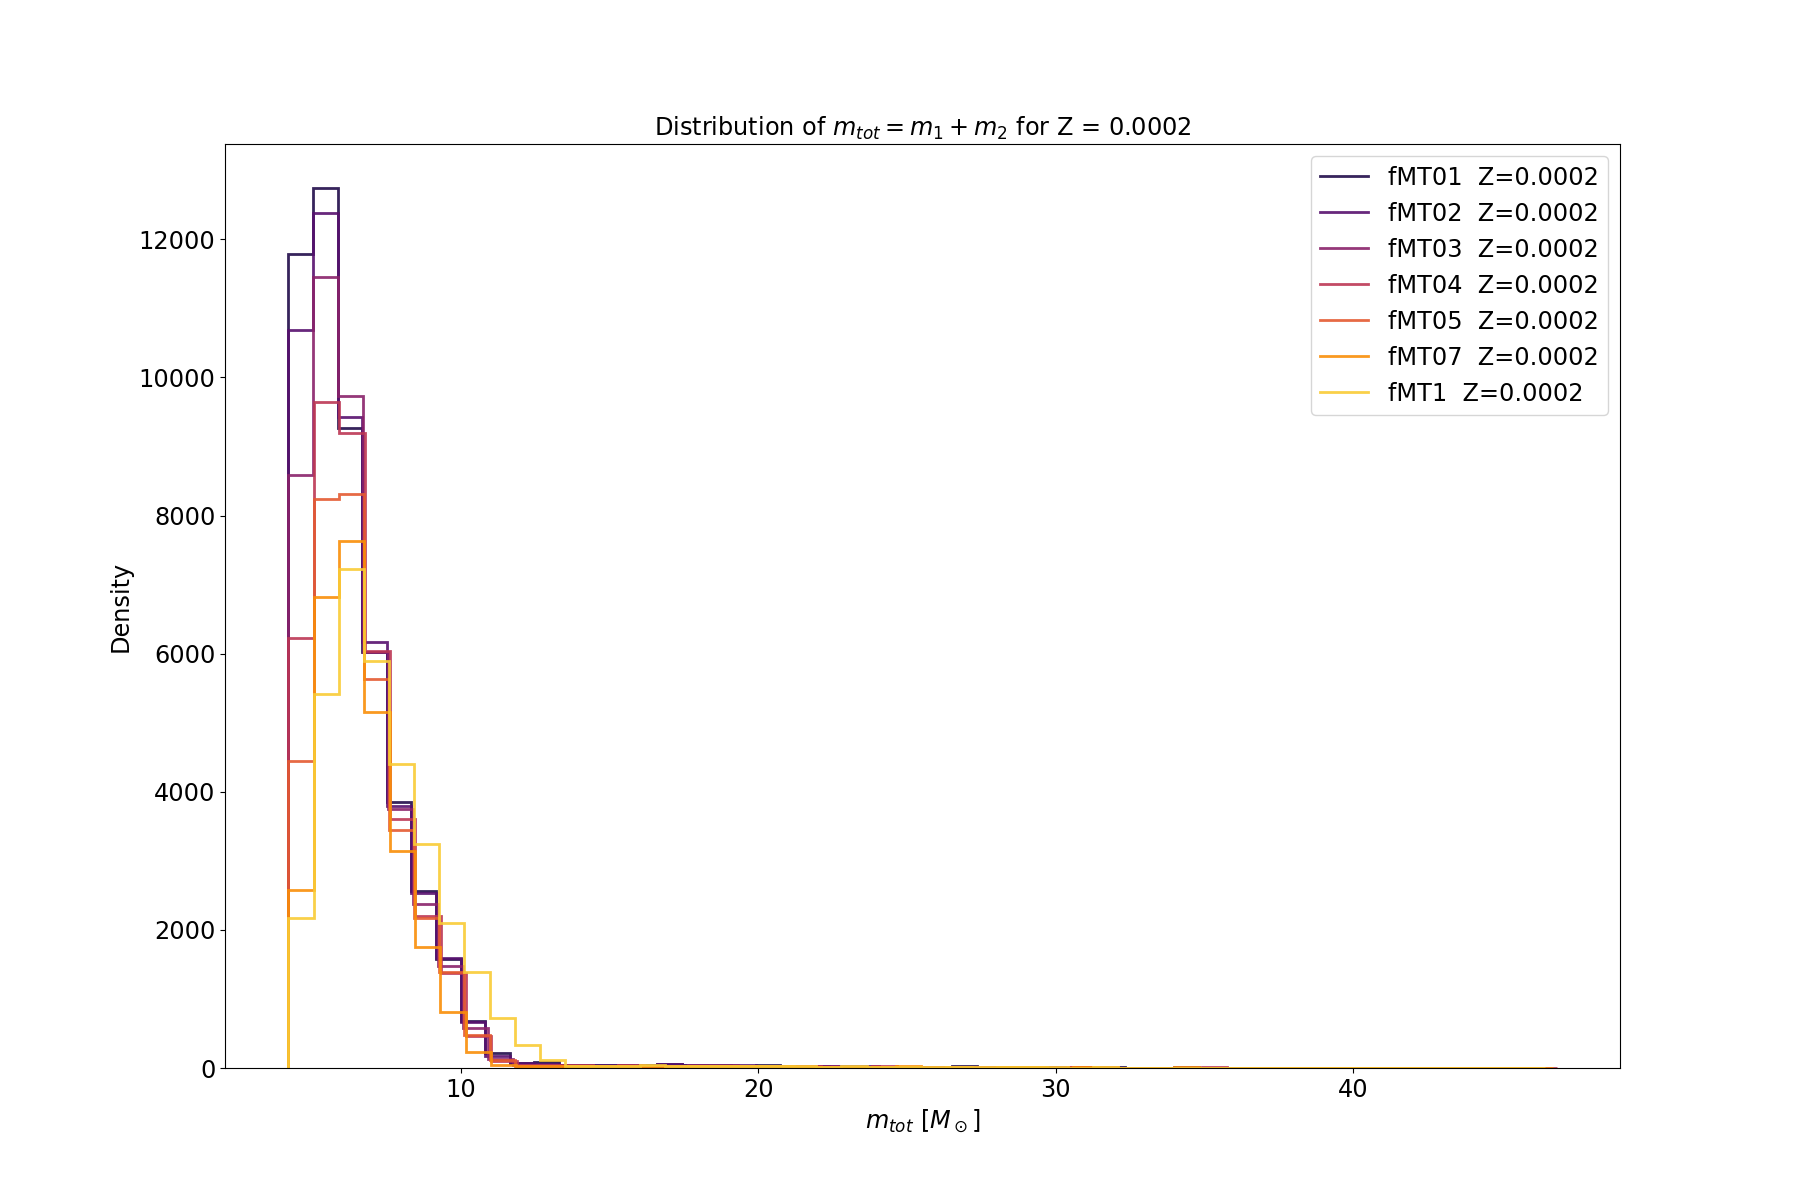 Distribution of m_tot = m_1 + m_2 for Z = 0.0002
fMT01 Z=0.0002
fMT02 Z=0.0002
fMT03 Z=0.0002
fMT04 Z=0.0002
fMT05 Z=0.0002
fMT07 Z=0.0002
fMT1 Z=0.0002
12000
10000
8000
6000
4000
2000
0
Density
10 20 30 40
m_tot [M_⊙]